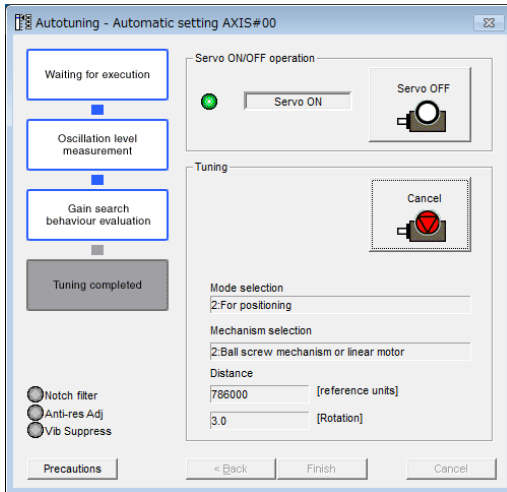 Autotuning - Automatic setting AXIS#00
Waiting for execution
Oscillation level
measurement
Gain search
behaviour evaluation
Tuning completed
Notch filter
Anti-res Adj
Vib Suppress
Servo ON/OFF operation
Servo ON
Servo OFF
Tuning
Cancel
Mode selection
2:For positioning
Mechanism selection
2:Ball screw mechanism or linear motor
Distance
786000 [reference units]
3.0 [Rotation]
Precautions < Back Finish Cancel